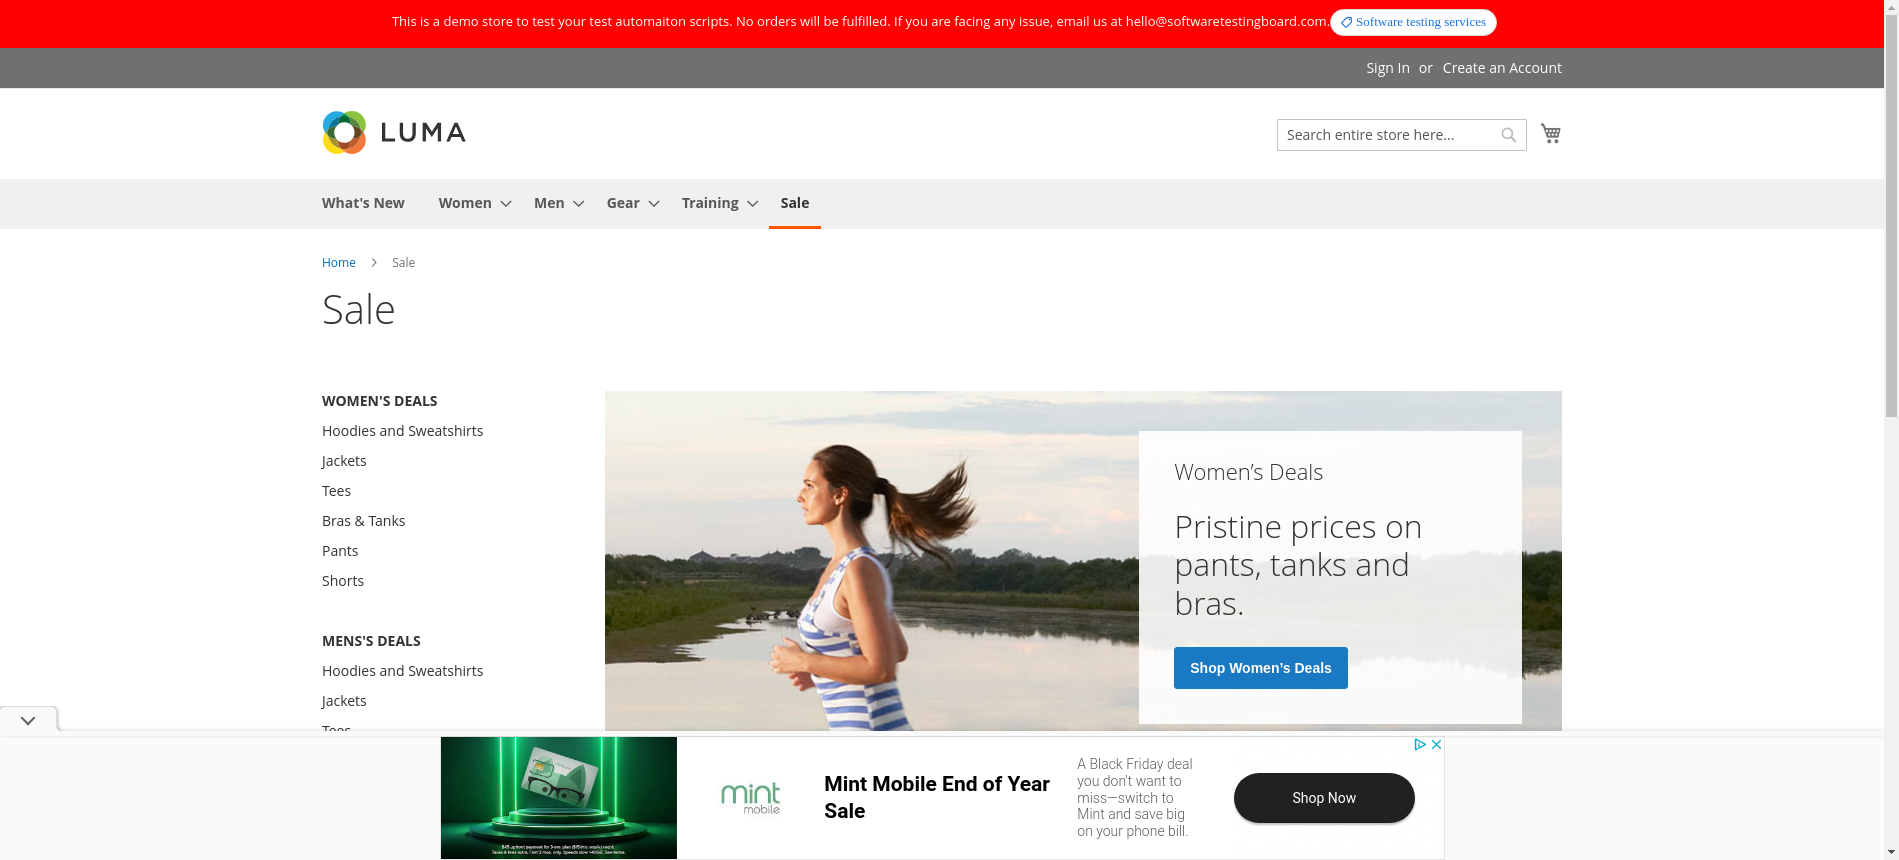 This is a demo store to test your test automaiton scripts. No orders will be fulfilled. If you are facing any issue, email us at hello@softwaretestingboard.com. Software testing services
Sign In or Create an Account
LUMA
Search entire store here...
What's New Women Men Gear Training Sale
Home > Sale
Sale
WOMEN'S DEALS
Hoodies and Sweatshirts
Jackets
Tees
Bras & Tanks
Pants
Shorts
MENS'S DEALS
Hoodies and Sweatshirts
Jackets
Tees
Women’s Deals
Pristine prices on
pants, tanks and
bras.
Shop Women’s Deals
mint
mobile
Mint Mobile End of Year
Sale
A Black Friday deal
you don't want to
miss—switch to
Mint and save big
on your phone bill.
Shop Now